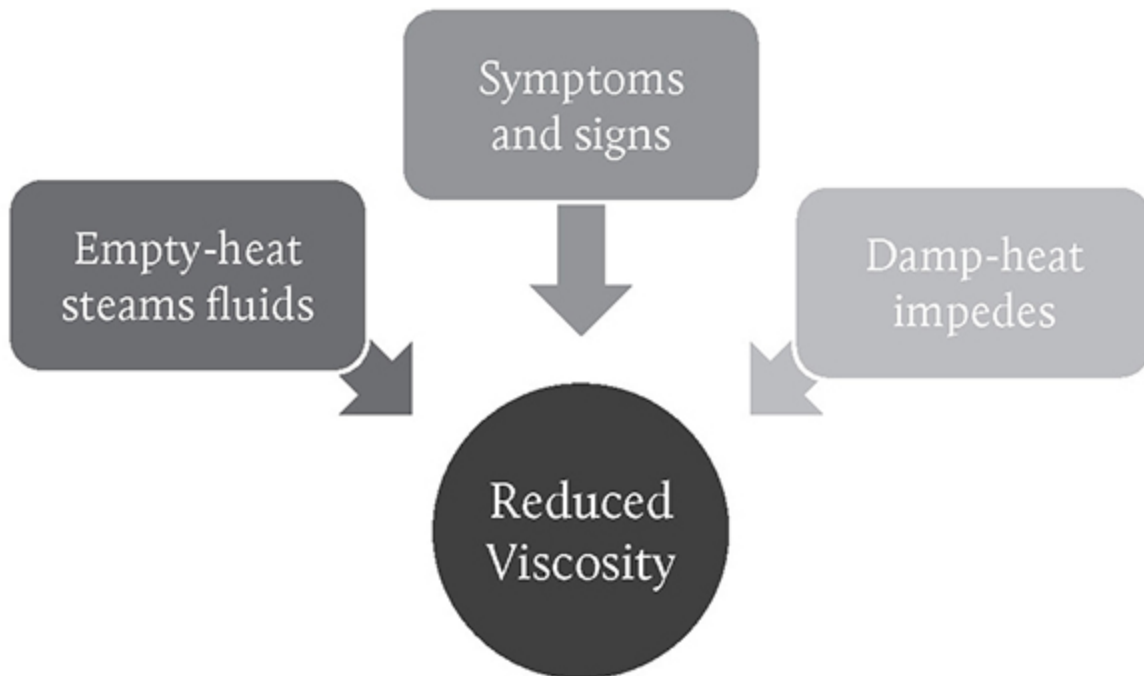 Symptoms
and signs
Empty-heat
steams fluids
Damp-heat
impedes
Reduced
Viscosity